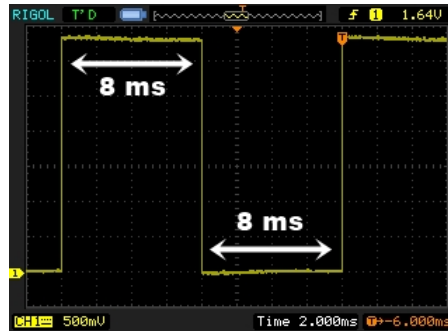 RIGOL T'D T f 1 1.64V
T
8 ms
8 ms
1
CH1 500mV Time 2.000ms T→-6.000ms